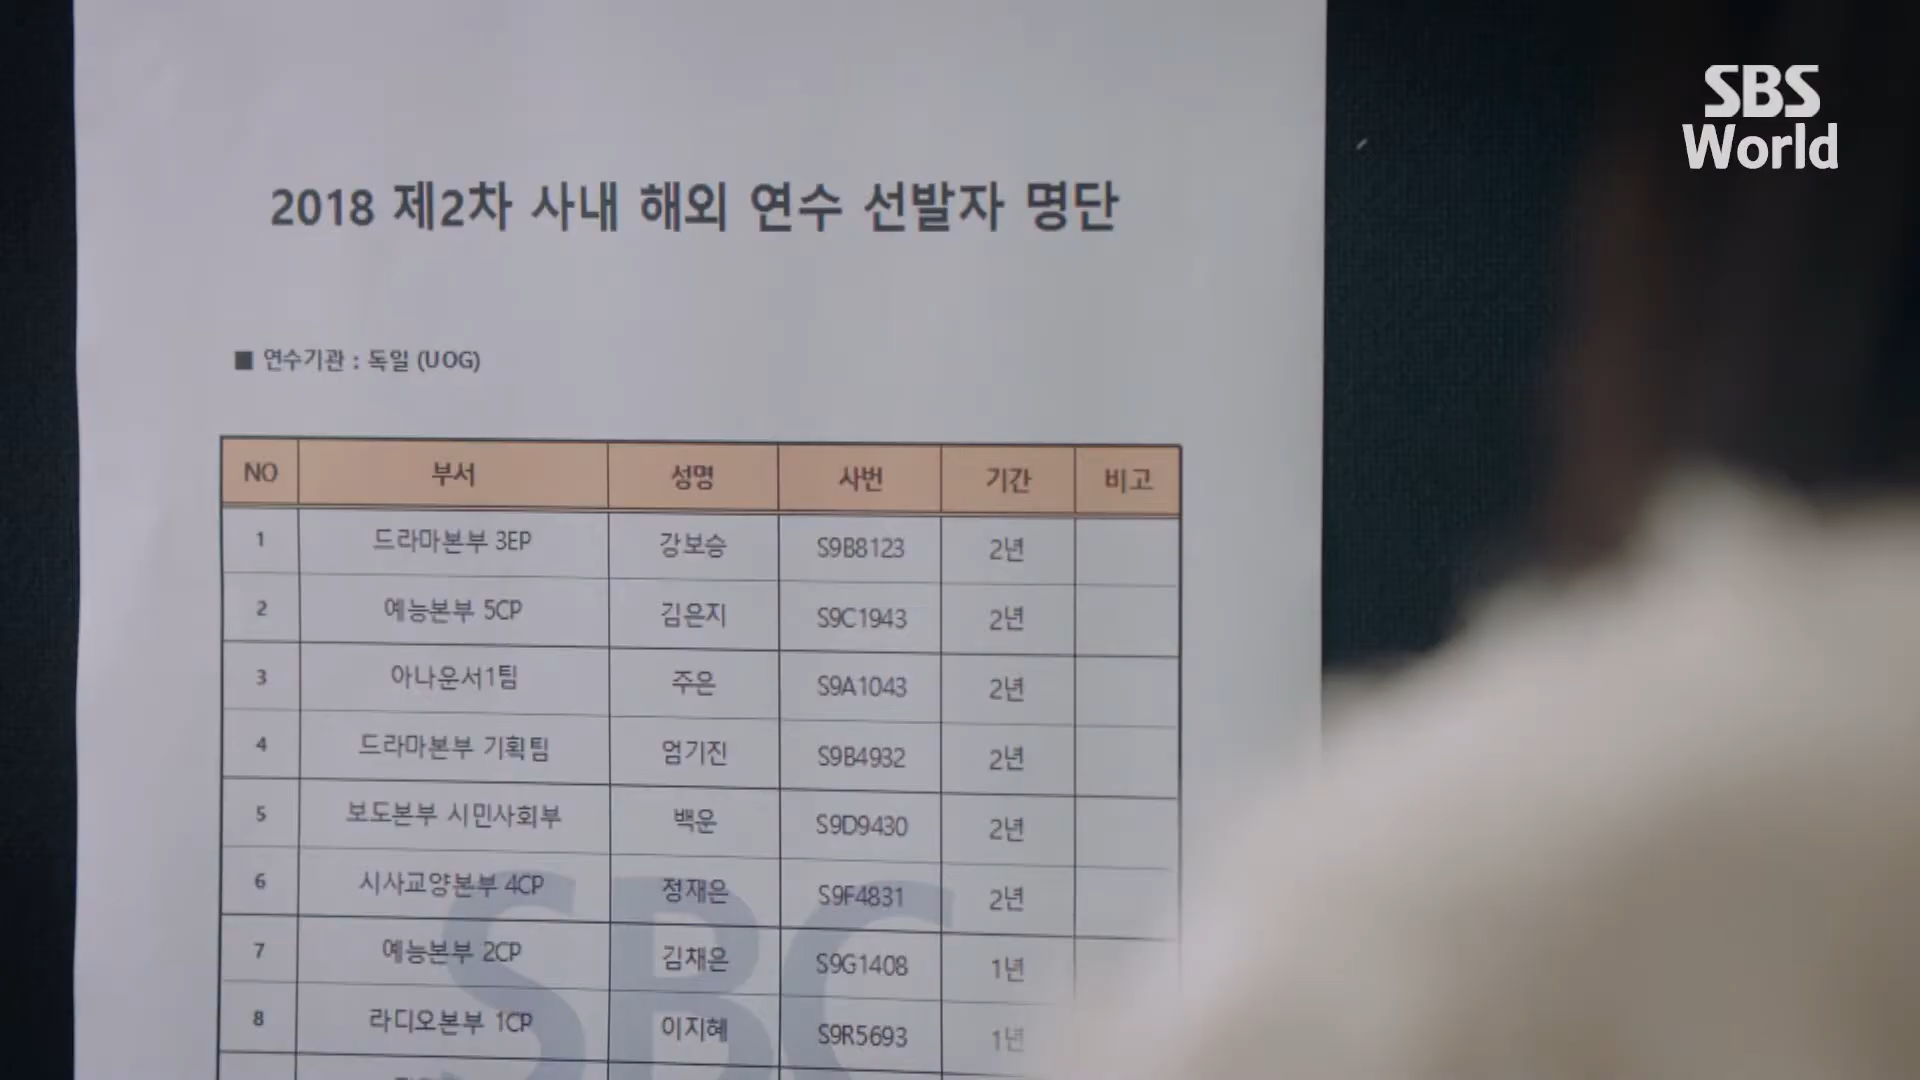 SBS
World
2018 제2차 사내 해외 연수 선발자 명단
■ 연수기관 : 독일 (UOG)
NO 부서 성명 사번 기간 비고
1 드라마본부 3EP 강보승 S9B8123 2년
2 예능본부 5CP 김은지 S9C1943 2년
3 아나운서1팀 주은 S9A1043 2년
4 드라마본부 기획팀 엄기진 S9B4932 2년
5 보도본부 시민사회부 백운 S9D9430 2년
6 시사교양본부 4CP 정재은 S9F4831 2년
7 예능본부 2CP 김채은 S9G1408 1년
8 라디오본부 1CP 이지혜 S9R5693 1년
SBC